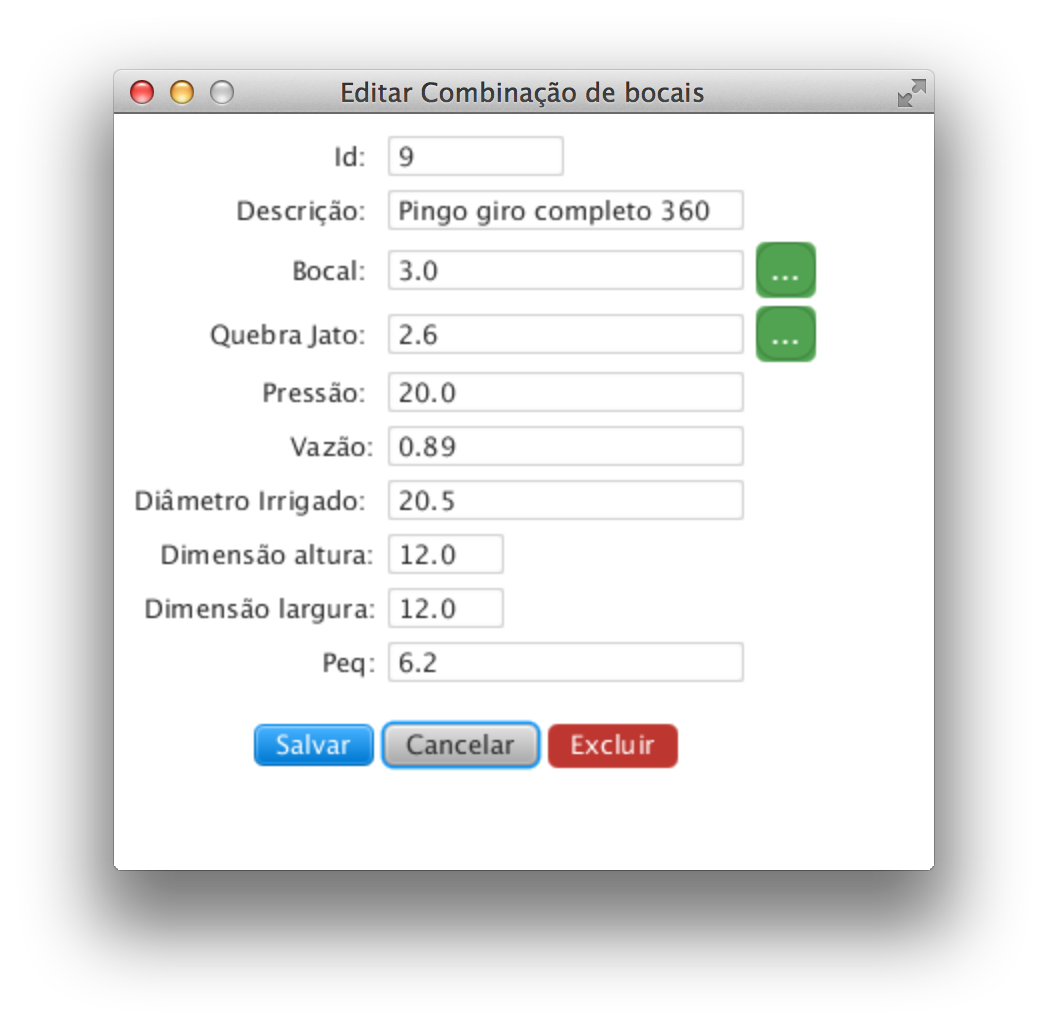 Editar Combinação de bocais
Id: 9
Descrição: Pingo giro completo 360
Bocal: 3.0 ...
Quebra Jato: 2.6 ...
Pressão: 20.0
Vazão: 0.89
Diâmetro Irrigado: 20.5
Dimensão altura: 12.0
Dimensão largura: 12.0
Peq: 6.2
Salvar Cancelar Excluir